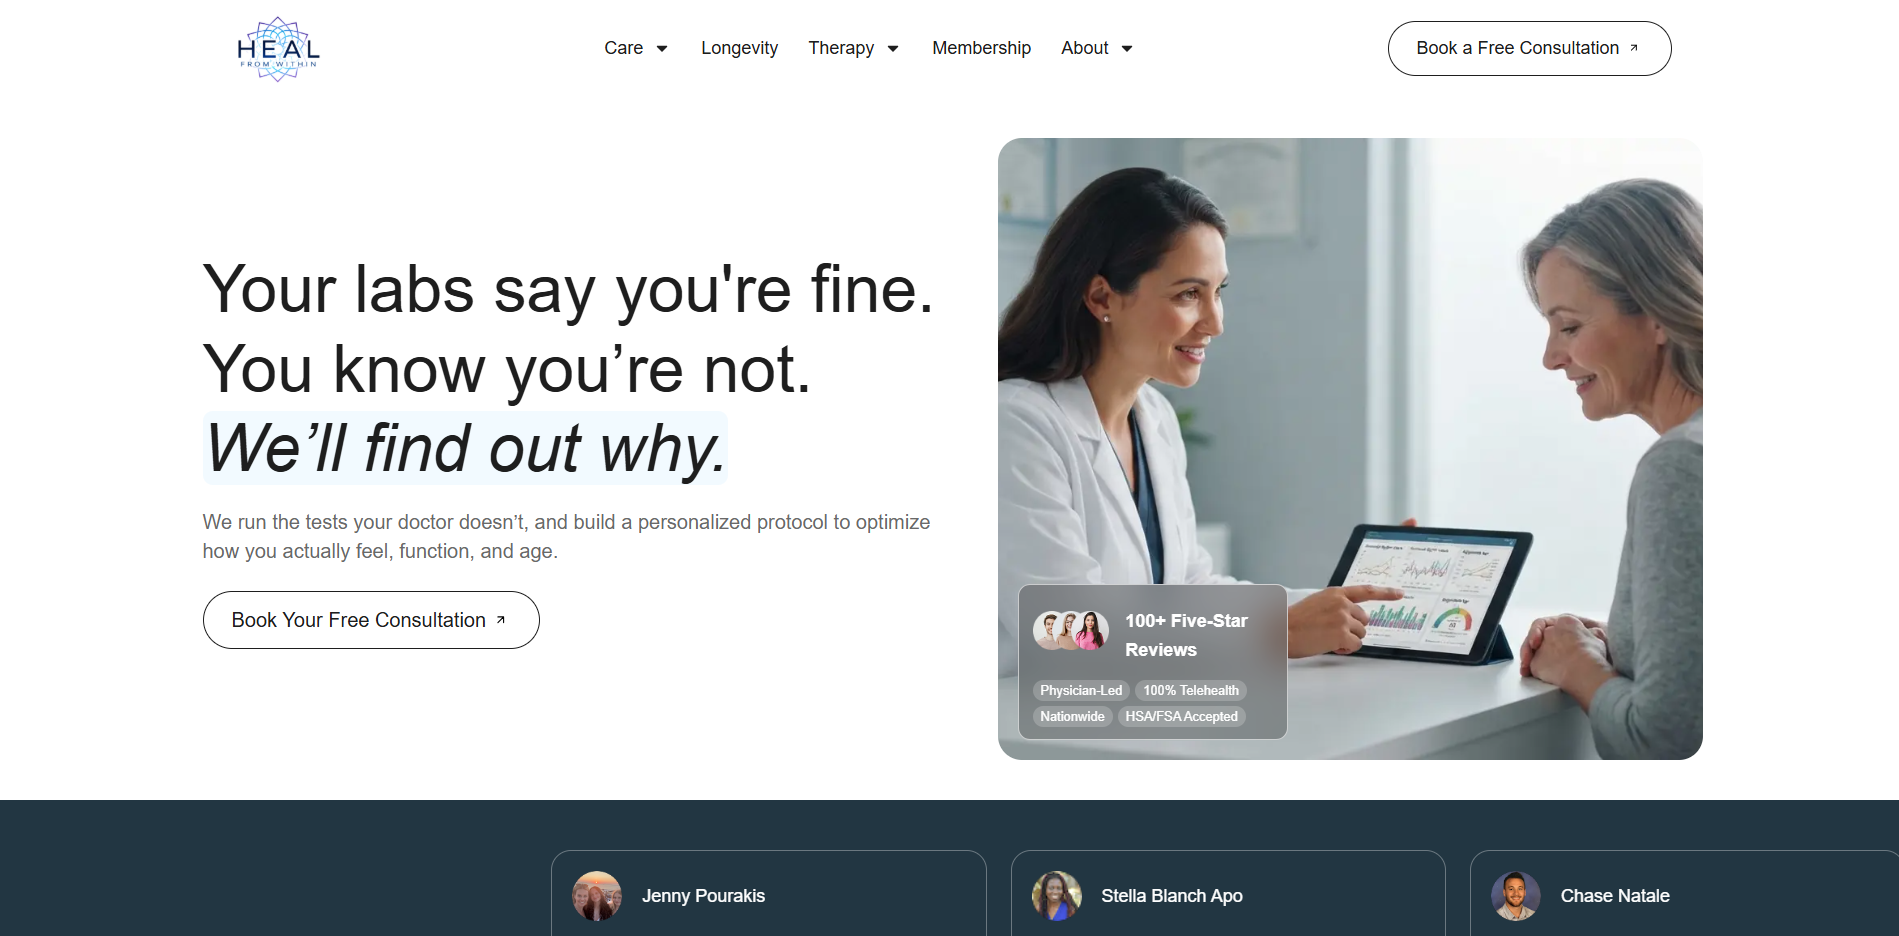 HEAL
FROM WITHIN
Care
Longevity
Therapy
Membership
About
Book a Free Consultation
Your labs say you're fine.
You know you’re not.
We’ll find out why.
We run the tests your doctor doesn’t, and build a personalized protocol to optimize
how you actually feel, function, and age.
Book Your Free Consultation
100+ Five-Star
Reviews
Physician-Led
100% Telehealth
Nationwide
HSA/FSA Accepted
Jenny Pourakis
Stella Blanch Apo
Chase Natale